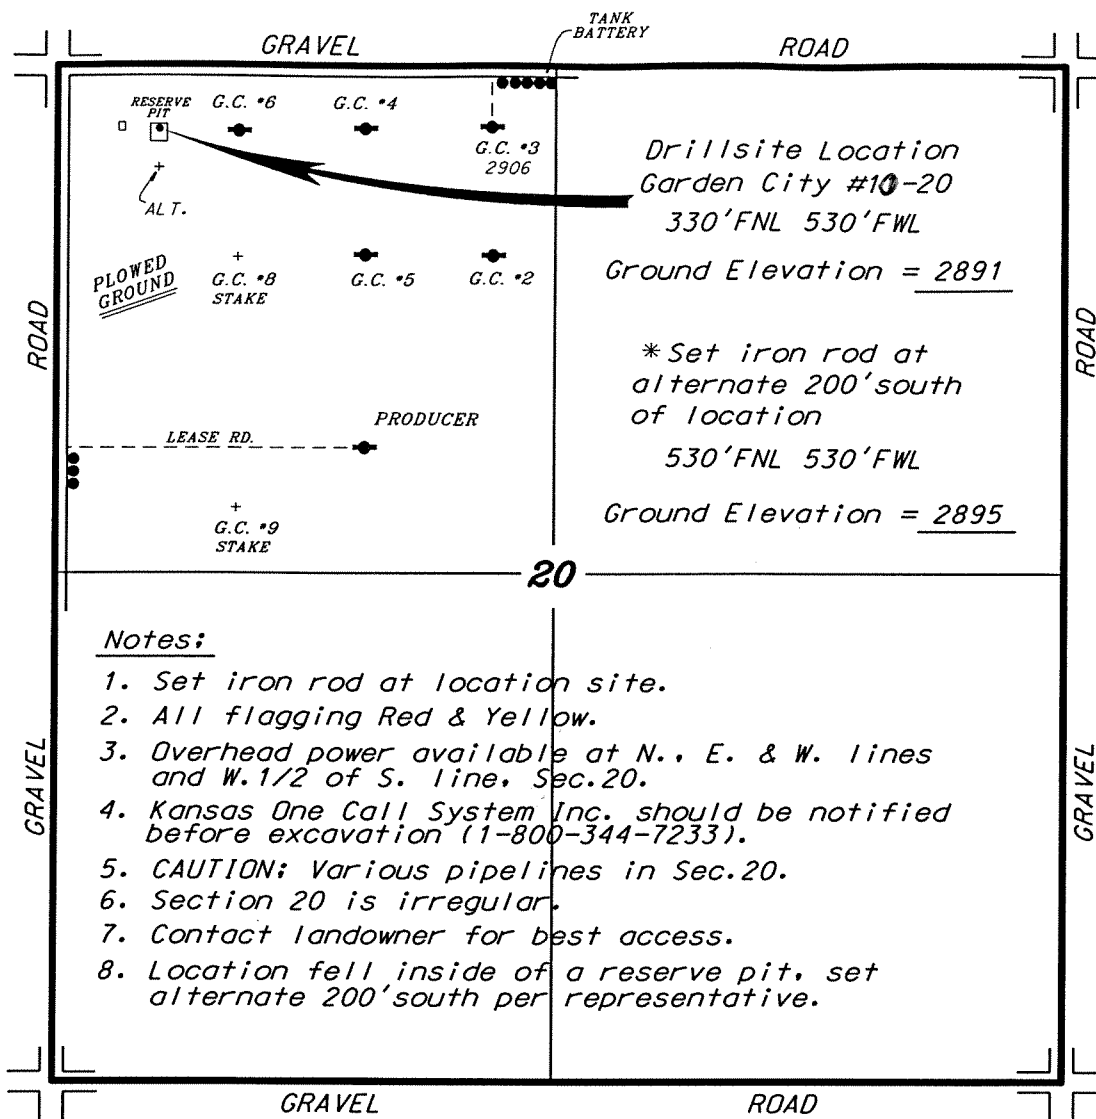 TANK
BATTERY
GRAVEL
ROAD
RESERVE
PIT
G.C. #6
G.C. #4
G.C. #3
2906
ALT.
PLOWED
GROUND
G.C. #8
STAKE
G.C. #5
G.C. #2
Drillsite Location
Garden City #10-20
330'FNL 530'FWL
Ground Elevation = 2891
* Set iron rod at
alternate 200' south
of location
530'FNL 530'FWL
Ground Elevation = 2895
ROAD
ROAD
PRODUCER
LEASE RD.
G.C. #9
STAKE
20
Notes:
1. Set iron rod at location site.
2. All flagging Red & Yellow.
3. Overhead power available at N., E. & W. lines
and W.1/2 of S. line, Sec.20.
4. Kansas One Call System Inc. should be notified
before excavation (1-800-344-7233).
5. CAUTION: Various pipelines in Sec.20.
6. Section 20 is irregular.
7. Contact landowner for best access.
8. Location fell inside of a reserve pit, set
alternate 200' south per representative.
GRAVEL
GRAVEL
GRAVEL
ROAD